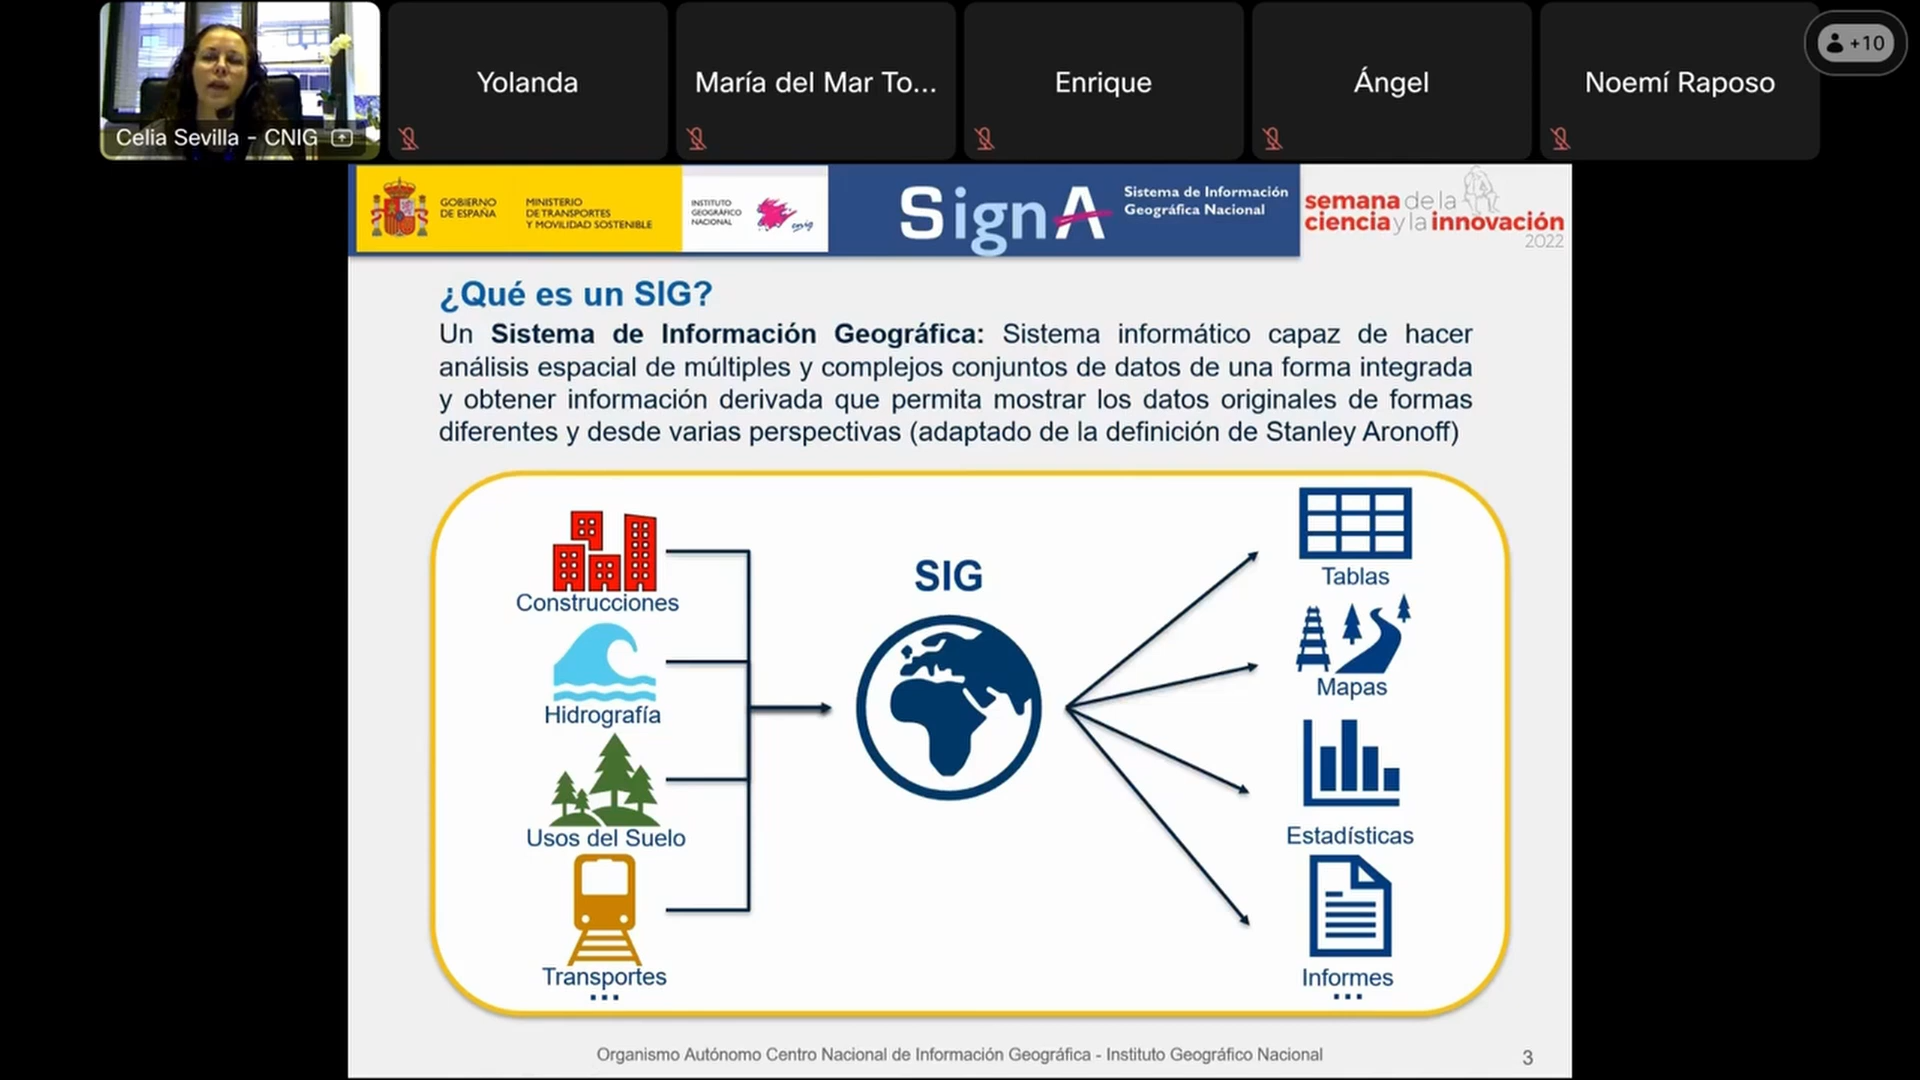 Celia Sevilla - CNIG
Yolanda
María del Mar To...
Enrique
Ángel
Noemí Raposo
+10
GOBIERNO
DE ESPAÑA
MINISTERIO
DE TRANSPORTES
Y MOVILIDAD SOSTENIBLE
INSTITUTO
GEOGRÁFICO
NACIONAL
cnig
SignA
Sistema de Información
Geográfica Nacional
semana de la
ciencia y la innovación
2022
¿Qué es un SIG?
Un Sistema de Información Geográfica: Sistema informático capaz de hacer
análisis espacial de múltiples y complejos conjuntos de datos de una forma integrada
y obtener información derivada que permita mostrar los datos originales de formas
diferentes y desde varias perspectivas (adaptado de la definición de Stanley Aronoff)
Construcciones
Hidrografía
Usos del Suelo
Transportes
...
SIG
Tablas
Mapas
Estadísticas
Informes
...
Organismo Autónomo Centro Nacional de Información Geográfica - Instituto Geográfico Nacional
3